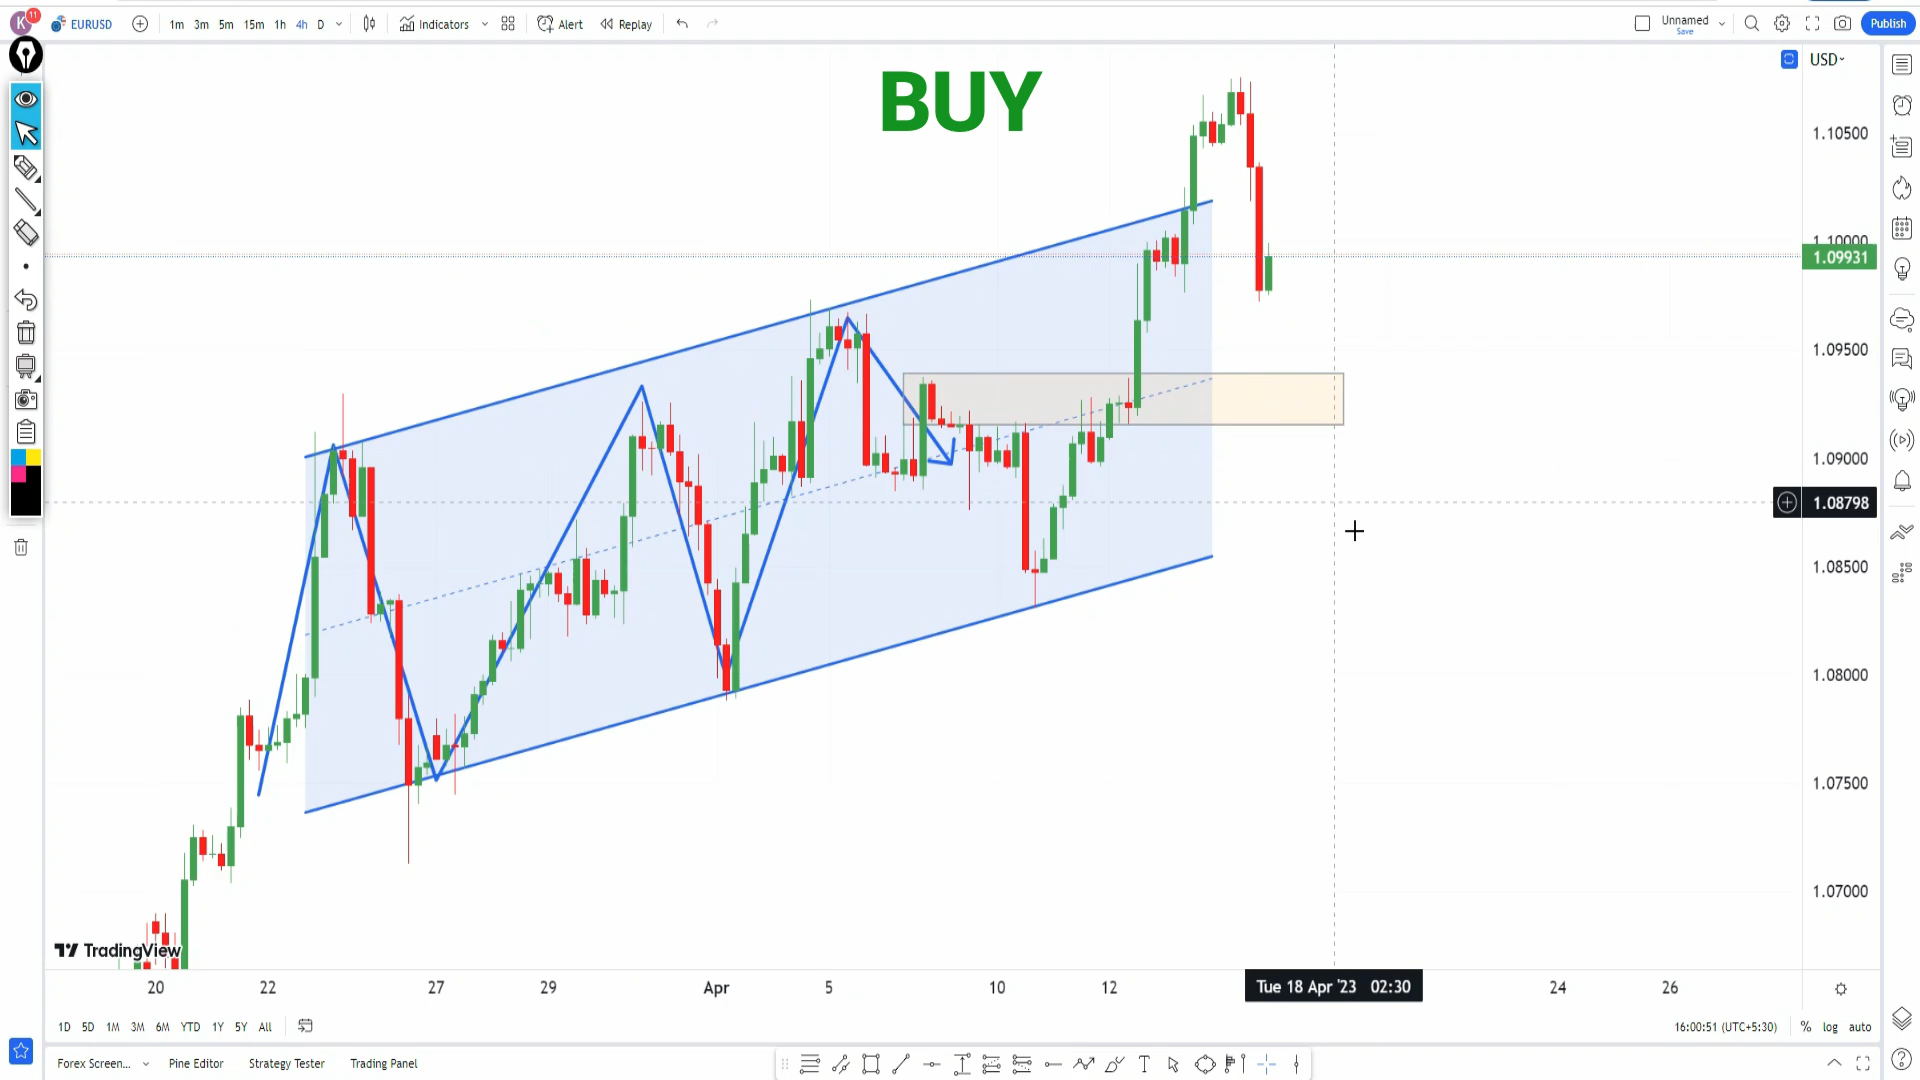 K 11 EURUSD 1m 3m 5m 15m 1h 4h D Indicators Alert Replay Unnamed Save Publish
BUY
USD
1.10500
1.10000
1.09931
1.09500
1.09000
1.08798
1.08500
1.08000
1.07500
1.07000
TradingView
20 22 27 29 Apr 5 10 12 Tue 18 Apr '23 02:30 24 26
1D 5D 1M 3M 6M YTD 1Y 5Y All 16:00:51 (UTC+5:30) % log auto
Forex Screen... Pine Editor Strategy Tester Trading Panel